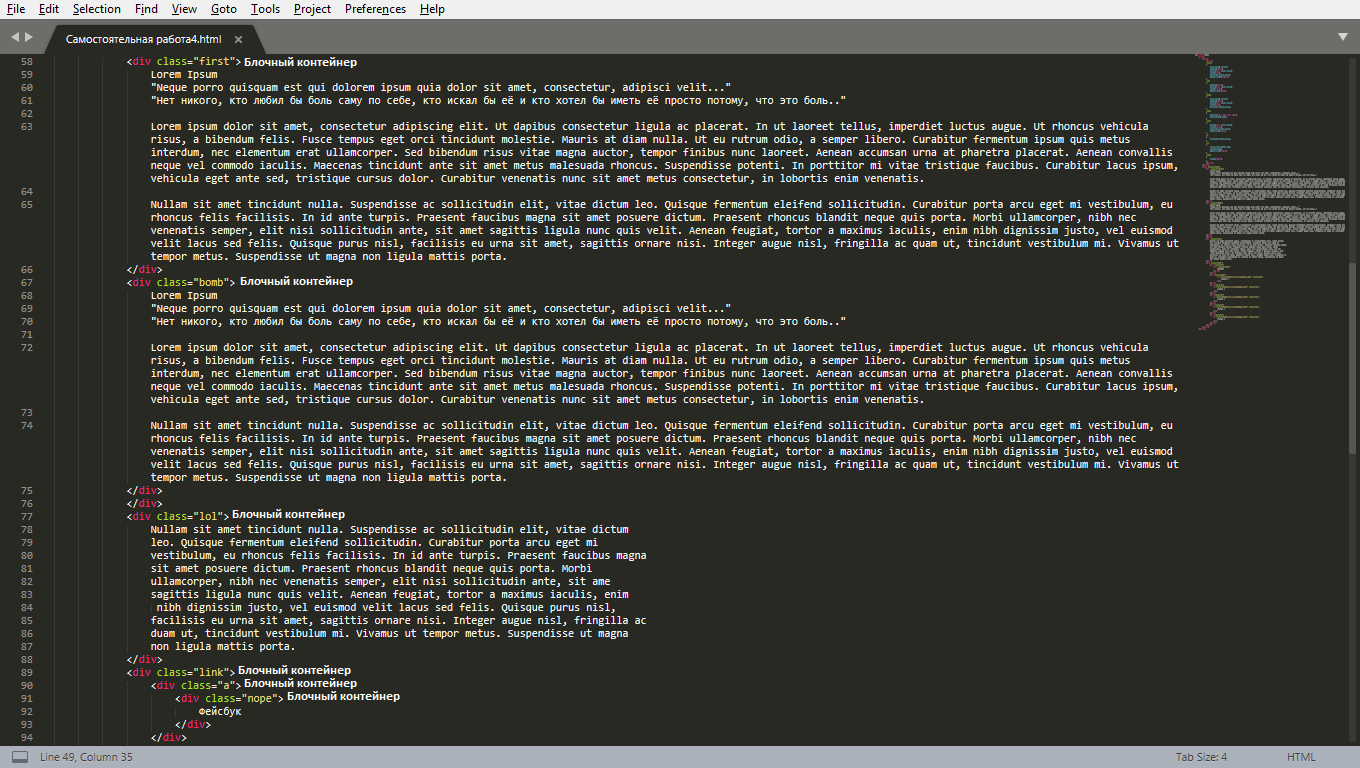 File Edit Selection Find View Goto Tools Project Preferences Help
Самостоятельная работа4.html ×
58 <div class="first"> Блочный контейнер
59 Lorem Ipsum
60 "Neque porro quisquam est qui dolorem ipsum quia dolor sit amet, consectetur, adipisci velit..."
61 "Нет никого, кто любил бы боль саму по себе, кто искал бы её и кто хотел бы иметь её просто потому, что это боль.."
62
63 Lorem ipsum dolor sit amet, consectetur adipiscing elit. Ut dapibus consectetur ligula ac placerat. In ut laoreet tellus, imperdiet luctus augue. Ut rhoncus vehicula
risus, a bibendum felis. Fusce tempus eget orci tincidunt molestie. Mauris at diam nulla. Ut eu rutrum odio, a semper libero. Curabitur fermentum ipsum quis metus
interdum, nec elementum erat ullamcorper. Sed bibendum risus vitae magna auctor, tempor finibus nunc laoreet. Aenean accumsan urna at pharetra placerat. Aenean convallis
neque vel commodo iaculis. Maecenas tincidunt ante sit amet metus malesuada rhoncus. Suspendisse potenti. In porttitor mi vitae tristique faucibus. Curabitur lacus ipsum,
vehicula eget ante sed, tristique cursus dolor. Curabitur venenatis nunc sit amet metus consectetur, in lobortis enim venenatis.
64
65 Nullam sit amet tincidunt nulla. Suspendisse ac sollicitudin elit, vitae dictum leo. Quisque fermentum eleifend sollicitudin. Curabitur porta arcu eget mi vestibulum, eu
rhoncus felis facilisis. In id ante turpis. Praesent faucibus magna sit amet posuere dictum. Praesent rhoncus blandit neque quis porta. Morbi ullamcorper, nibh nec
venenatis semper, elit nisi sollicitudin ante, sit amet sagittis ligula nunc quis velit. Aenean feugiat, tortor a maximus iaculis, enim nibh dignissim justo, vel euismod
velit lacus sed felis. Quisque purus nisl, facilisis eu urna sit amet, sagittis ornare nisi. Integer augue nisl, fringilla ac quam ut, tincidunt vestibulum mi. Vivamus ut
tempor metus. Suspendisse ut magna non ligula mattis porta.
66 </div>
67 <div class="bomb"> Блочный контейнер
68 Lorem Ipsum
69 "Neque porro quisquam est qui dolorem ipsum quia dolor sit amet, consectetur, adipisci velit..."
70 "Нет никого, кто любил бы боль саму по себе, кто искал бы её и кто хотел бы иметь её просто потому, что это боль.."
71
72 Lorem ipsum dolor sit amet, consectetur adipiscing elit. Ut dapibus consectetur ligula ac placerat. In ut laoreet tellus, imperdiet luctus augue. Ut rhoncus vehicula
risus, a bibendum felis. Fusce tempus eget orci tincidunt molestie. Mauris at diam nulla. Ut eu rutrum odio, a semper libero. Curabitur fermentum ipsum quis metus
interdum, nec elementum erat ullamcorper. Sed bibendum risus vitae magna auctor, tempor finibus nunc laoreet. Aenean accumsan urna at pharetra placerat. Aenean convallis
neque vel commodo iaculis. Maecenas tincidunt ante sit amet metus malesuada rhoncus. Suspendisse potenti. In porttitor mi vitae tristique faucibus. Curabitur lacus ipsum,
vehicula eget ante sed, tristique cursus dolor. Curabitur venenatis nunc sit amet metus consectetur, in lobortis enim venenatis.
73
74 Nullam sit amet tincidunt nulla. Suspendisse ac sollicitudin elit, vitae dictum leo. Quisque fermentum eleifend sollicitudin. Curabitur porta arcu eget mi vestibulum, eu
rhoncus felis facilisis. In id ante turpis. Praesent faucibus magna sit amet posuere dictum. Praesent rhoncus blandit neque quis porta. Morbi ullamcorper, nibh nec
venenatis semper, elit nisi sollicitudin ante, sit amet sagittis ligula nunc quis velit. Aenean feugiat, tortor a maximus iaculis, enim nibh dignissim justo, vel euismod
velit lacus sed felis. Quisque purus nisl, facilisis eu urna sit amet, sagittis ornare nisi. Integer augue nisl, fringilla ac quam ut, tincidunt vestibulum mi. Vivamus ut
tempor metus. Suspendisse ut magna non ligula mattis porta.
75 </div>
76 </div>
77 <div class="lol"> Блочный контейнер
78 Nullam sit amet tincidunt nulla. Suspendisse ac sollicitudin elit, vitae dictum
79 leo. Quisque fermentum eleifend sollicitudin. Curabitur porta arcu eget mi
80 vestibulum, eu rhoncus felis facilisis. In id ante turpis. Praesent faucibus magna
81 sit amet posuere dictum. Praesent rhoncus blandit neque quis porta. Morbi
82 ullamcorper, nibh nec venenatis semper, elit nisi sollicitudin ante, sit ame
83 sagittis ligula nunc quis velit. Aenean feugiat, tortor a maximus iaculis, enim
84 nibh dignissim justo, vel euismod velit lacus sed felis. Quisque purus nisl,
85 facilisis eu urna sit amet, sagittis ornare nisi. Integer augue nisl, fringilla ac
86 duam ut, tincidunt vestibulum mi. Vivamus ut tempor metus. Suspendisse ut magna
87 non ligula mattis porta.
88 </div>
89 <div class="link"> Блочный контейнер
90 <div class="a"> Блочный контейнер
91 <div class="nope"> Блочный контейнер
92 Фейсбук
93 </div>
94 </div>
Line 49, Column 35 Tab Size: 4 HTML